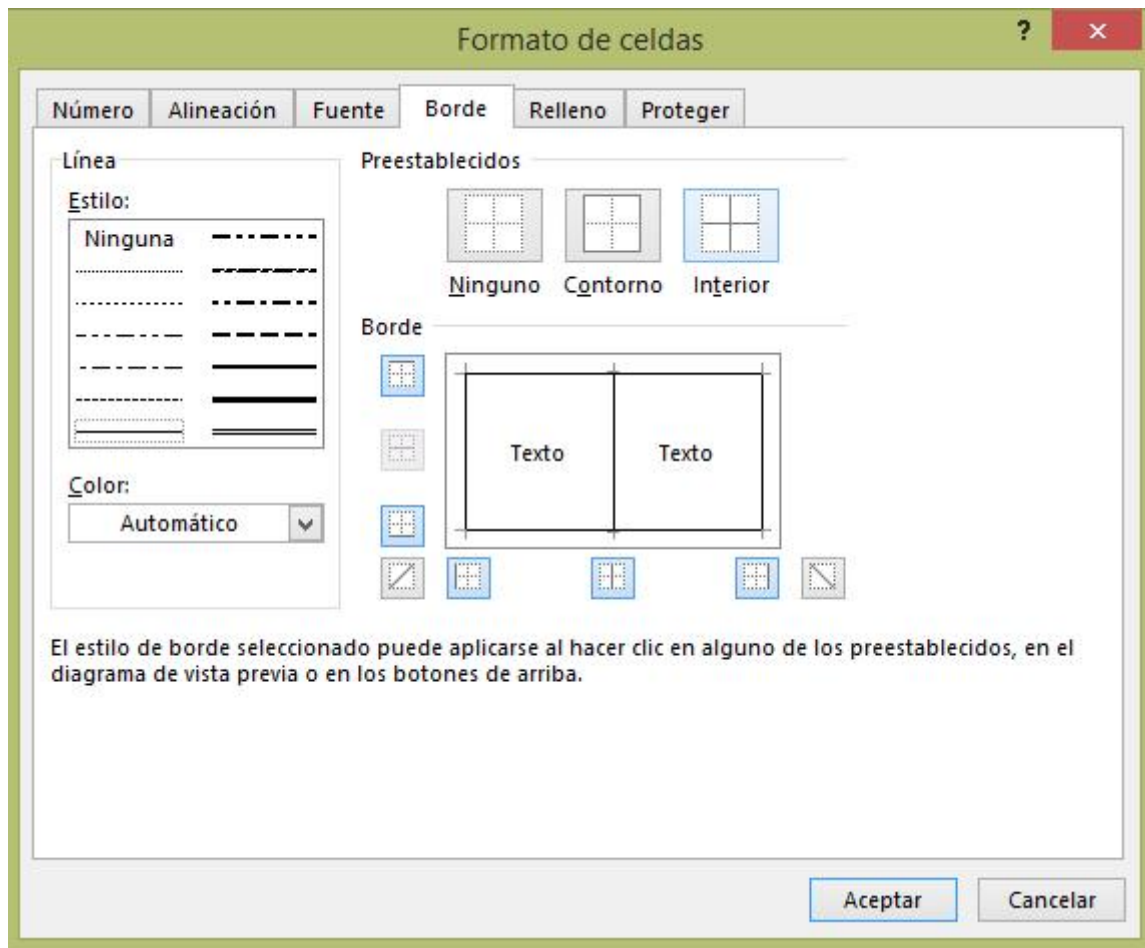 Formato de celdas
?
Número Alineación Fuente Borde Relleno Proteger
Línea
Estilo:
Ninguna
Color:
Automático
Preestablecidos
Ninguno Contorno Interior
Borde
Texto Texto
El estilo de borde seleccionado puede aplicarse al hacer clic en alguno de los preestablecidos, en el
diagrama de vista previa o en los botones de arriba.
Aceptar Cancelar